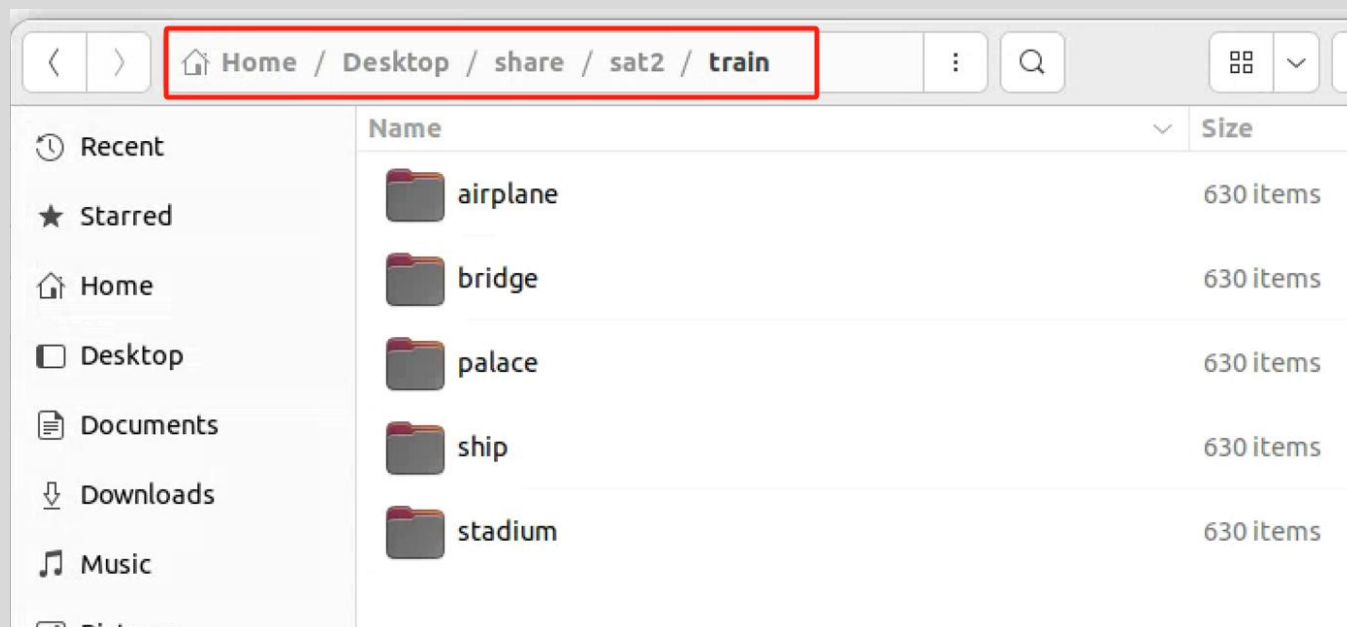 Home / Desktop / share / sat2 / train
Name Size
Recent
airplane 630 items
Starred
bridge 630 items
Home
palace 630 items
Desktop
Documents
ship 630 items
Downloads
stadium 630 items
Music